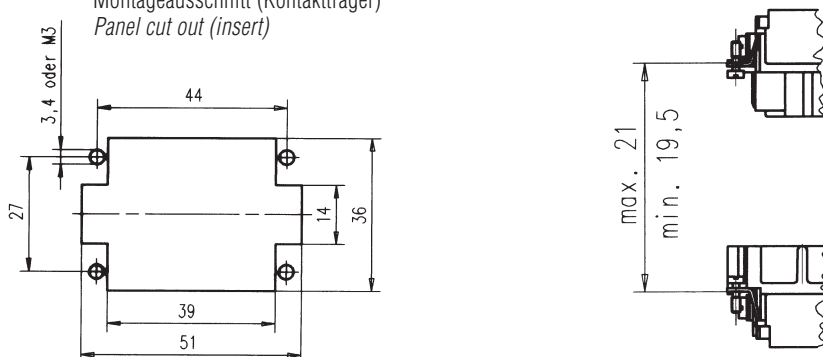 Montageausschnitt (Kontaktträger)
Panel cut out (insert)
3,4 oder M3
44
27
14
36
39
51
max. 21
min. 19,5